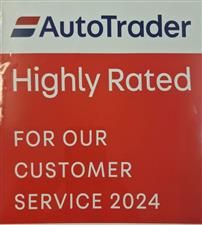 AutoTrader
Highly Rated
FOR OUR
CUSTOMER
SERVICE 2024